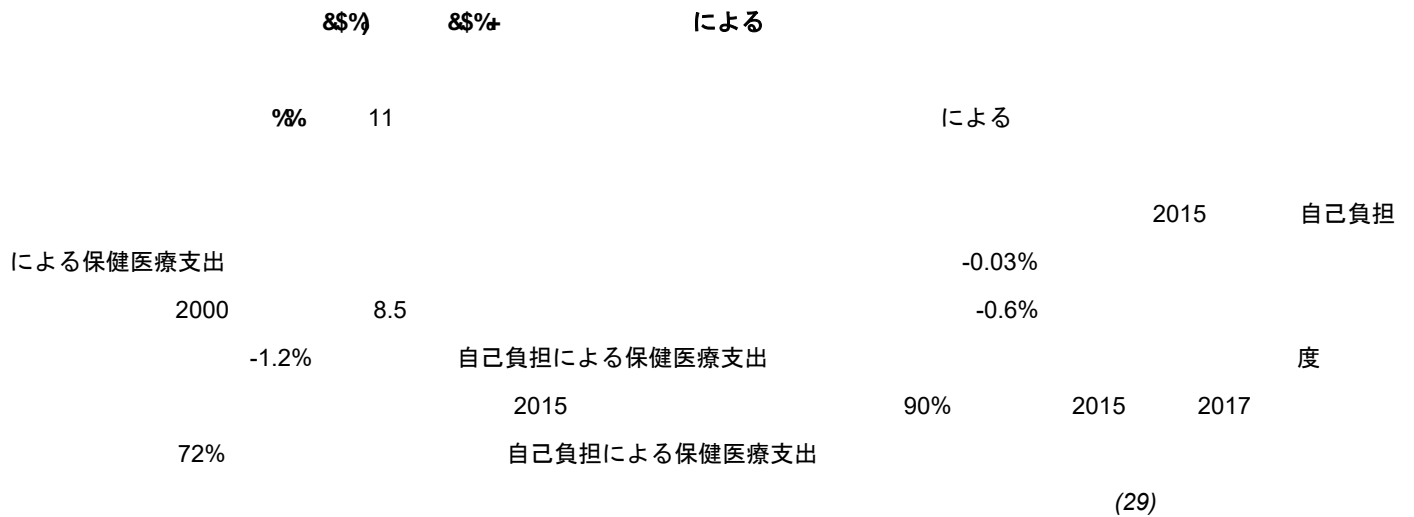 &$%) &$%+ による
%% 11 による
2015 自己負担
による保健医療支出 -0.03%
2000 8.5 -0.6%
-1.2% 自己負担による保健医療支出 度
2015 90% 2015 2017
72% 自己負担による保健医療支出
(29)